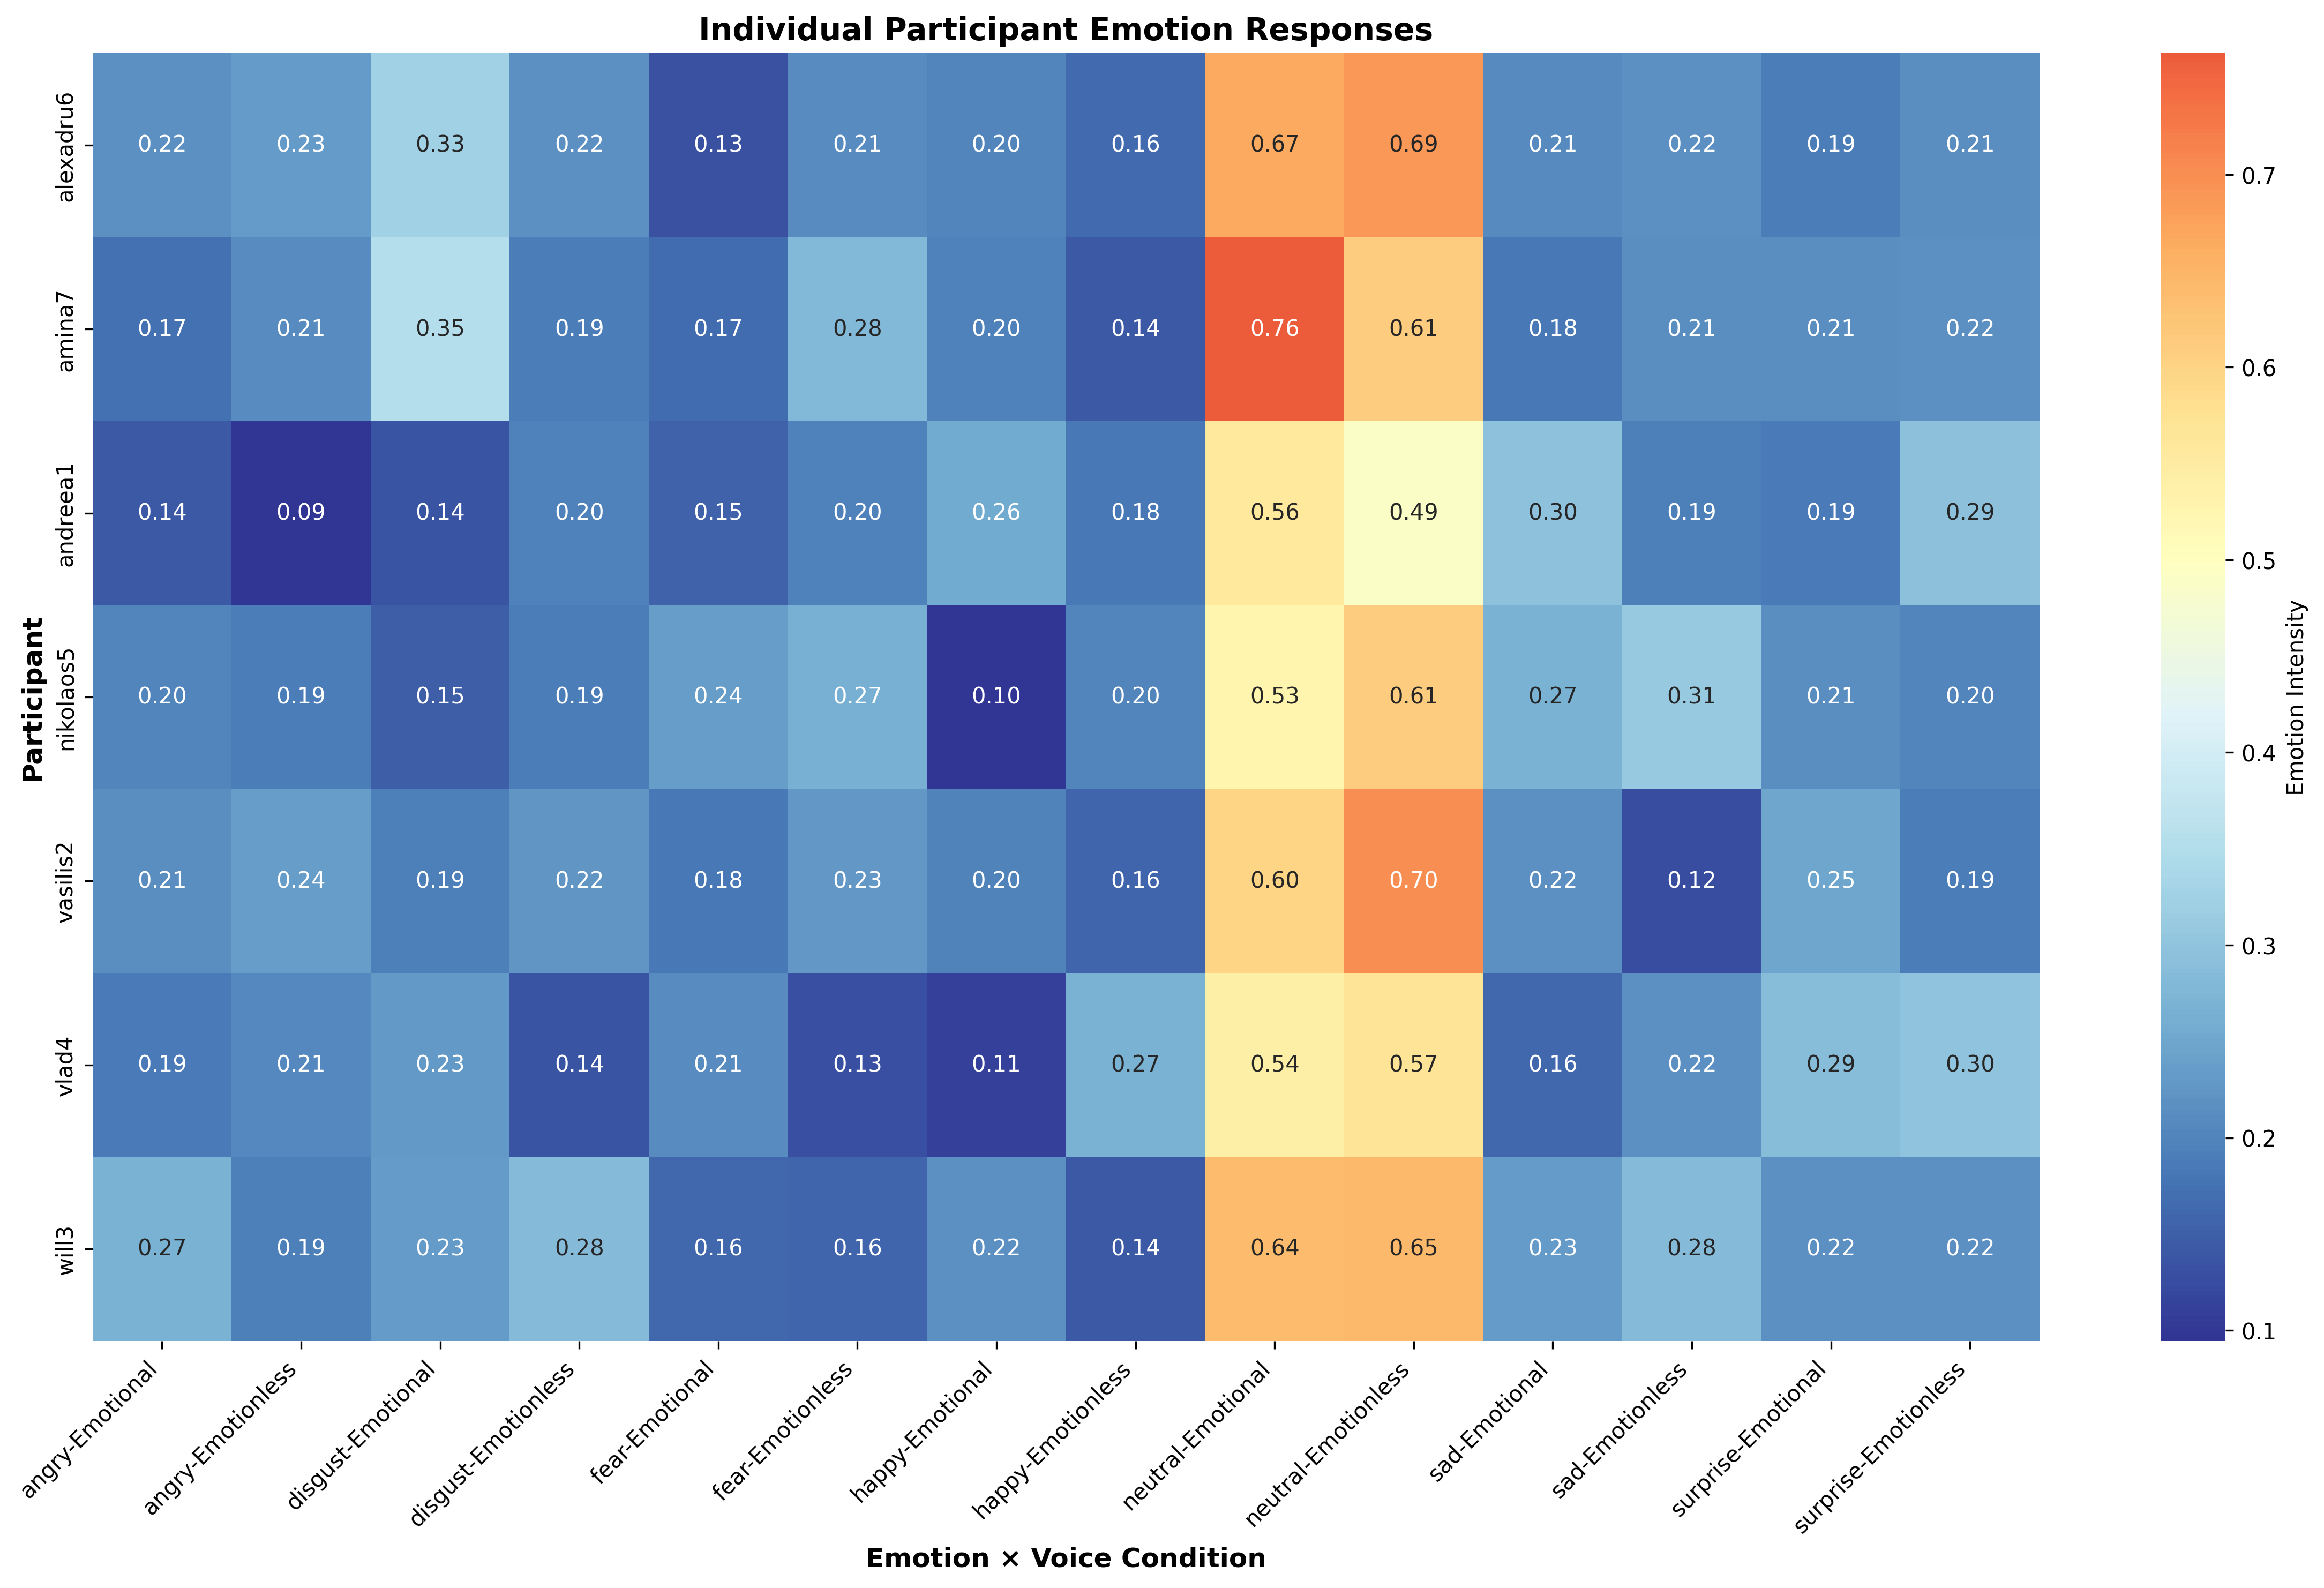 Individual Participant Emotion Responses
Participant
alexadru6 0.22 0.23 0.33 0.22 0.13 0.21 0.20 0.16 0.67 0.69 0.21 0.22 0.19 0.21
amina7 0.17 0.21 0.35 0.19 0.17 0.28 0.20 0.14 0.76 0.61 0.18 0.21 0.21 0.22
andreea1 0.14 0.09 0.14 0.20 0.15 0.20 0.26 0.18 0.56 0.49 0.30 0.19 0.19 0.29
nikolaos5 0.20 0.19 0.15 0.19 0.24 0.27 0.10 0.20 0.53 0.61 0.27 0.31 0.21 0.20
vasilis2 0.21 0.24 0.19 0.22 0.18 0.23 0.20 0.16 0.60 0.70 0.22 0.12 0.25 0.19
vlad4 0.19 0.21 0.23 0.14 0.21 0.13 0.11 0.27 0.54 0.57 0.16 0.22 0.29 0.30
will3 0.27 0.19 0.23 0.28 0.16 0.16 0.22 0.14 0.64 0.65 0.23 0.28 0.22 0.22
angry-Emotional
angry-Emotionless
disgust-Emotional
disgust-Emotionless
fear-Emotional
fear-Emotionless
happy-Emotional
happy-Emotionless
neutral-Emotional
neutral-Emotionless
sad-Emotional
sad-Emotionless
surprise-Emotional
surprise-Emotionless
Emotion × Voice Condition
0.7
0.6
0.5
0.4
0.3
0.2
0.1
Emotion Intensity